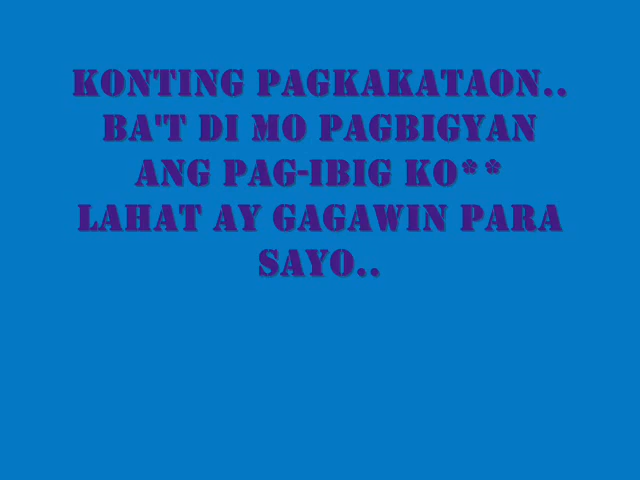 KONTING PAGKAKATAON..
BA'T DI MO PAGBIGYAN
ANG PAG-IBIG KO**
LAHAT AY GAGAWIN PARA
SAYO..